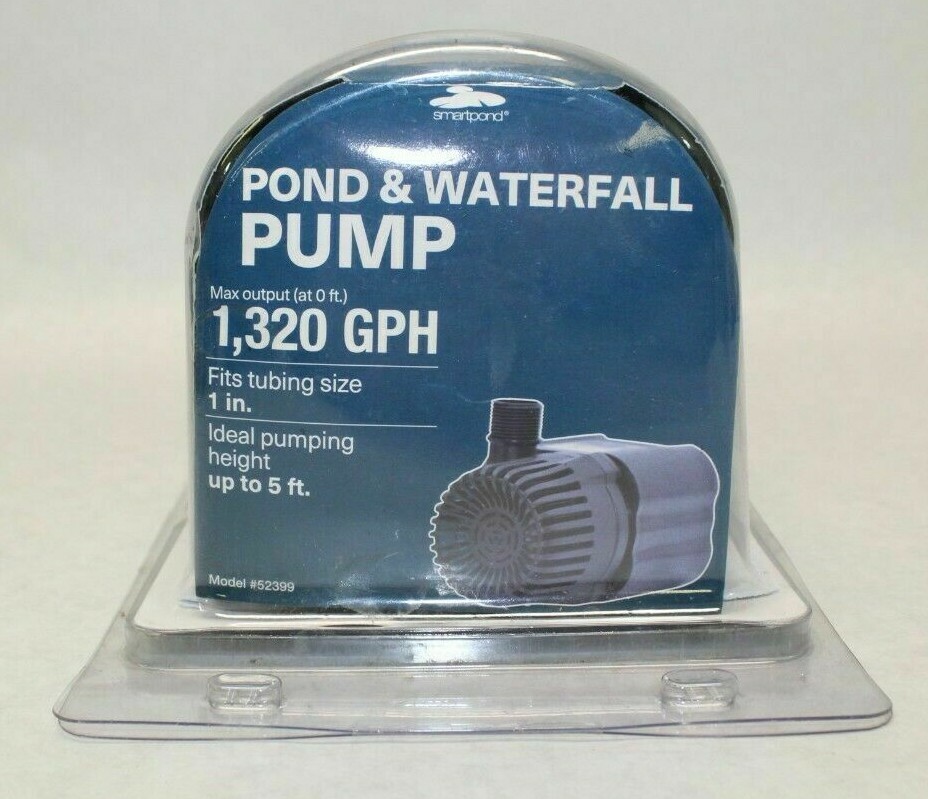 smartpond®
POND & WATERFALL
PUMP
Max output (at 0 ft.)
1,320 GPH
Fits tubing size
1 in.
Ideal pumping
height
up to 5 ft.
Model #52399